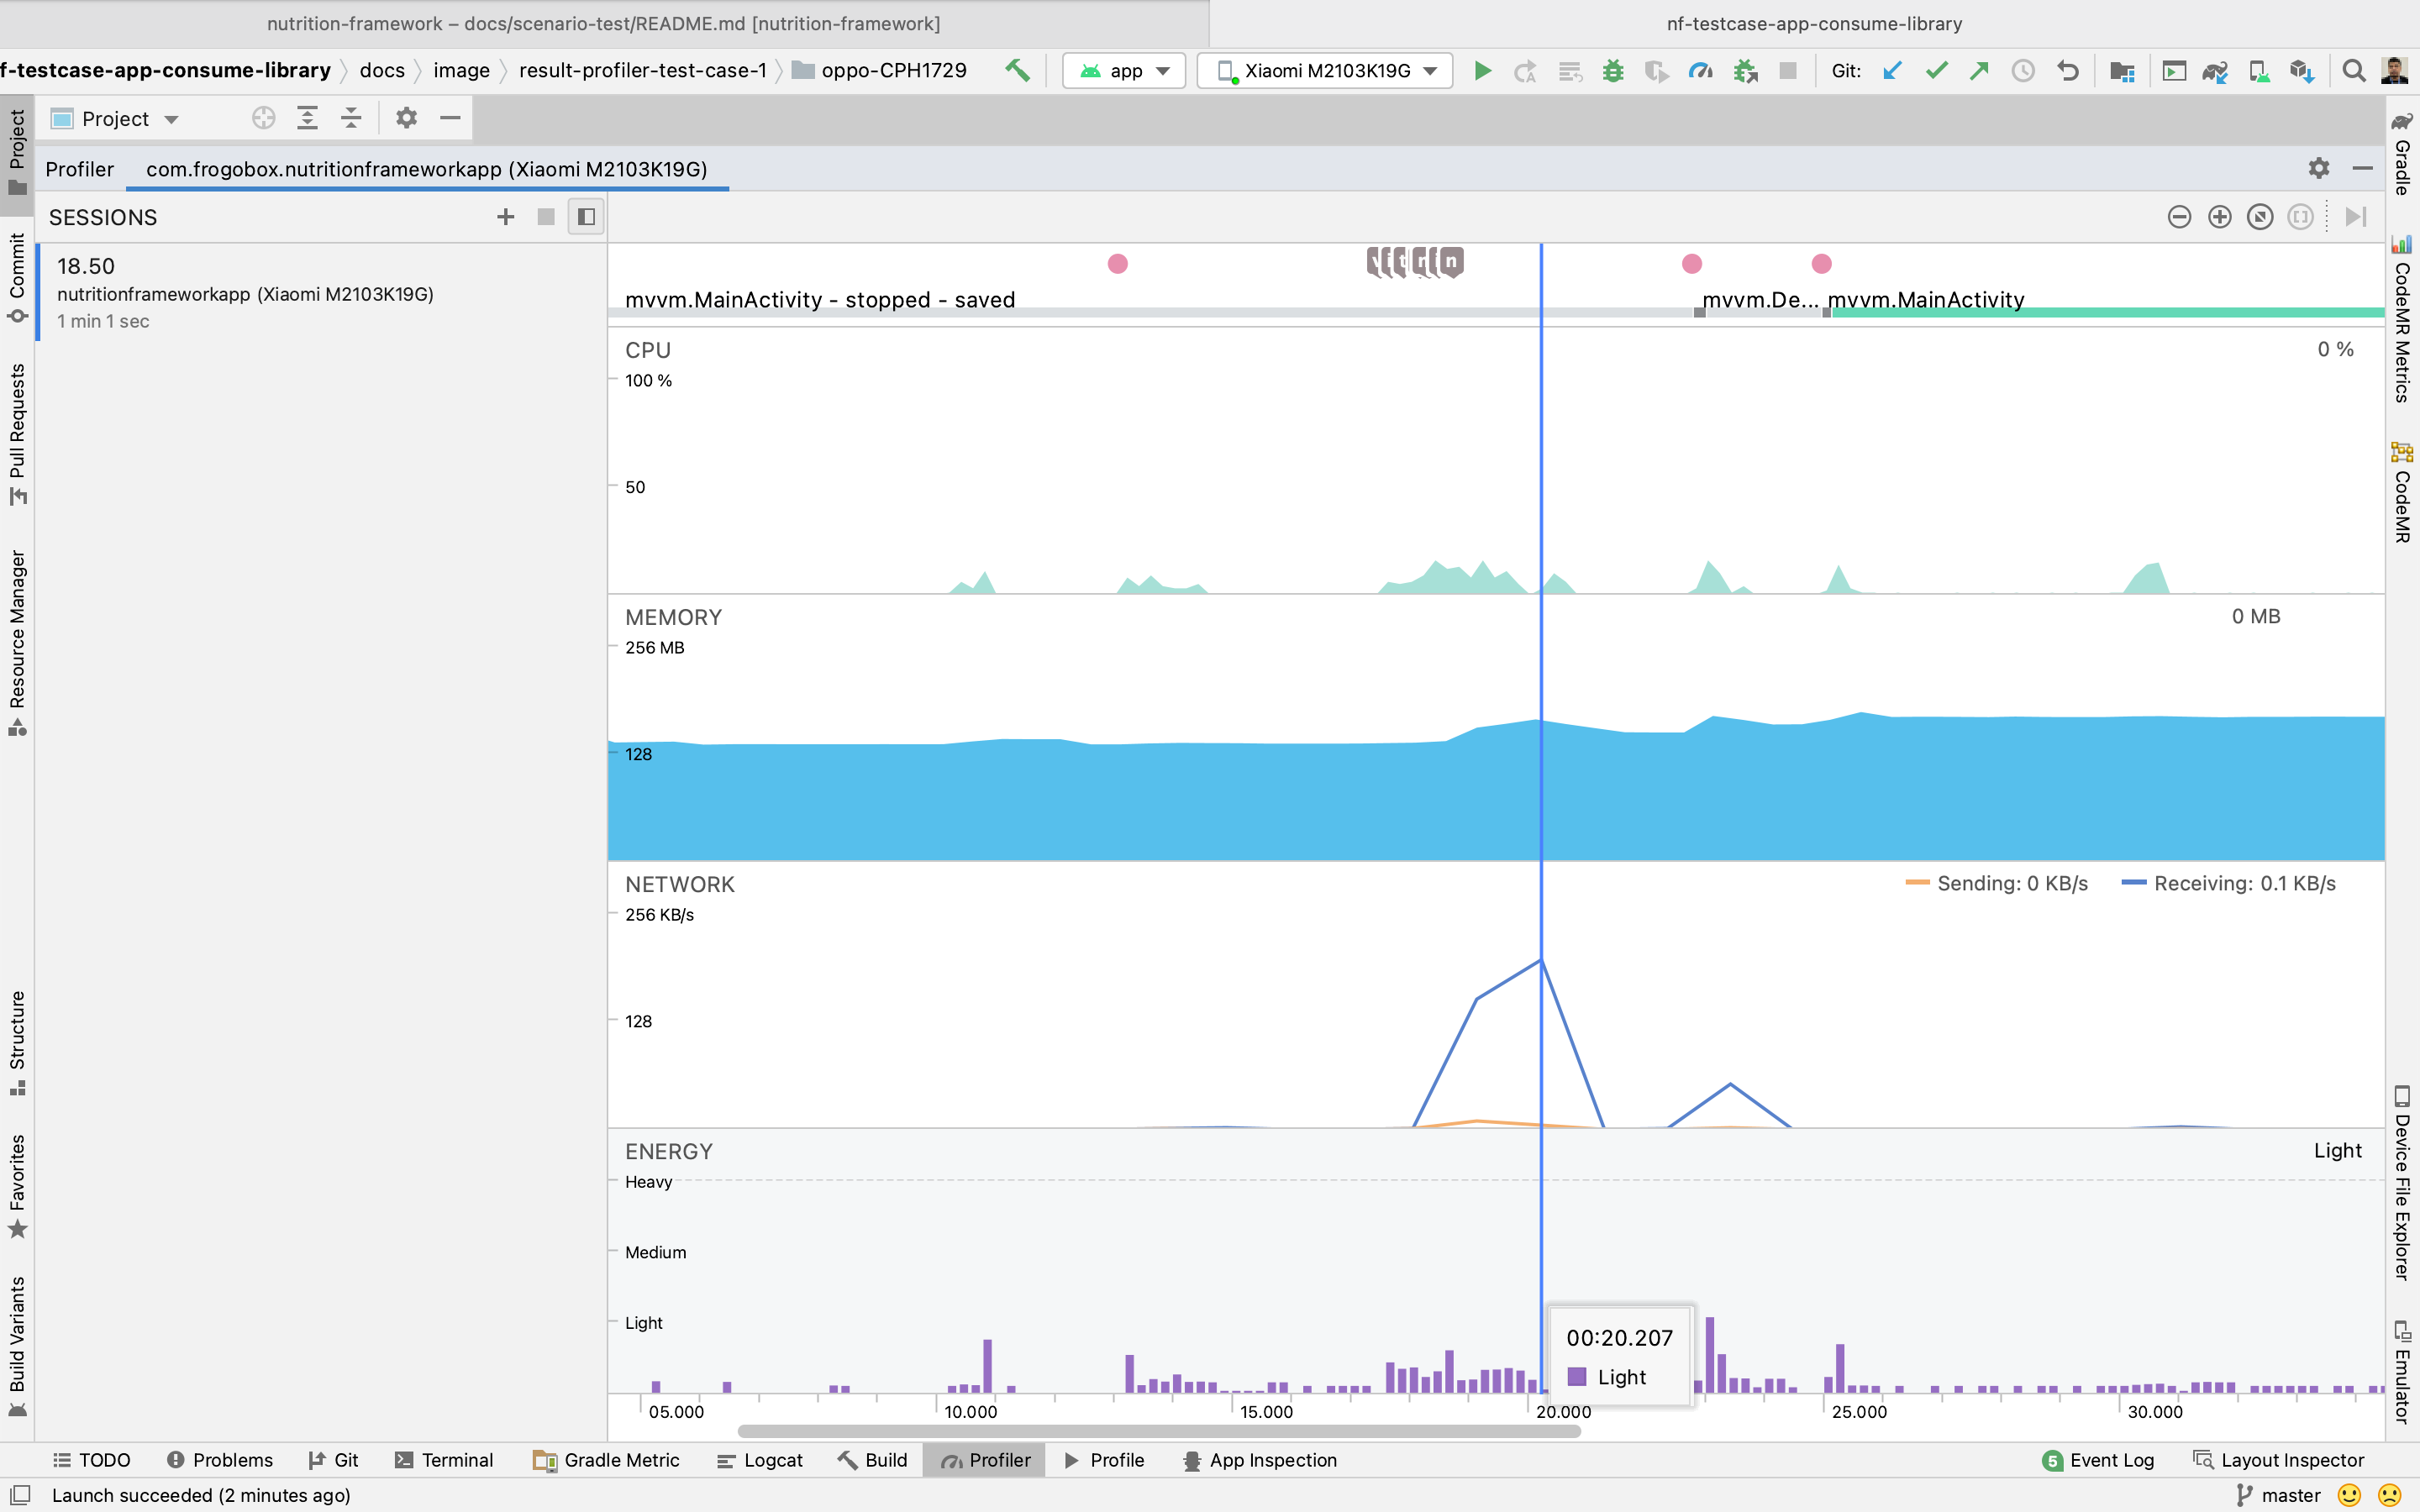 nutrition-framework – docs/scenario-test/README.md [nutrition-framework]
nf-testcase-app-consume-library
f-testcase-app-consume-library docs image result-profiler-test-case-1 oppo-CPH1729 app Xiaomi M2103K19G Git:
Project
Profiler com.frogobox.nutritionframeworkapp (Xiaomi M2103K19G)
SESSIONS
18.50
nutritionframeworkapp (Xiaomi M2103K19G)
1 min 1 sec
mvvm.MainActivity - stopped - saved
mvvm.De... mvvm.MainActivity
CPU
0 %
100 %
50
MEMORY
0 MB
256 MB
128
NETWORK
Sending: 0 KB/s Receiving: 0.1 KB/s
256 KB/s
128
ENERGY
Light
Heavy
Medium
Light
00:20.207
Light
05.000 10.000 15.000 20.000 25.000 30.000
Project
Commit
Pull Requests
Resource Manager
Structure
Favorites
Build Variants
Gradle
CodeMR Metrics
CodeMR
Device File Explorer
Emulator
TODO Problems Git Terminal Gradle Metric Logcat Build Profiler Profile App Inspection 5 Event Log Layout Inspector
Launch succeeded (2 minutes ago) master